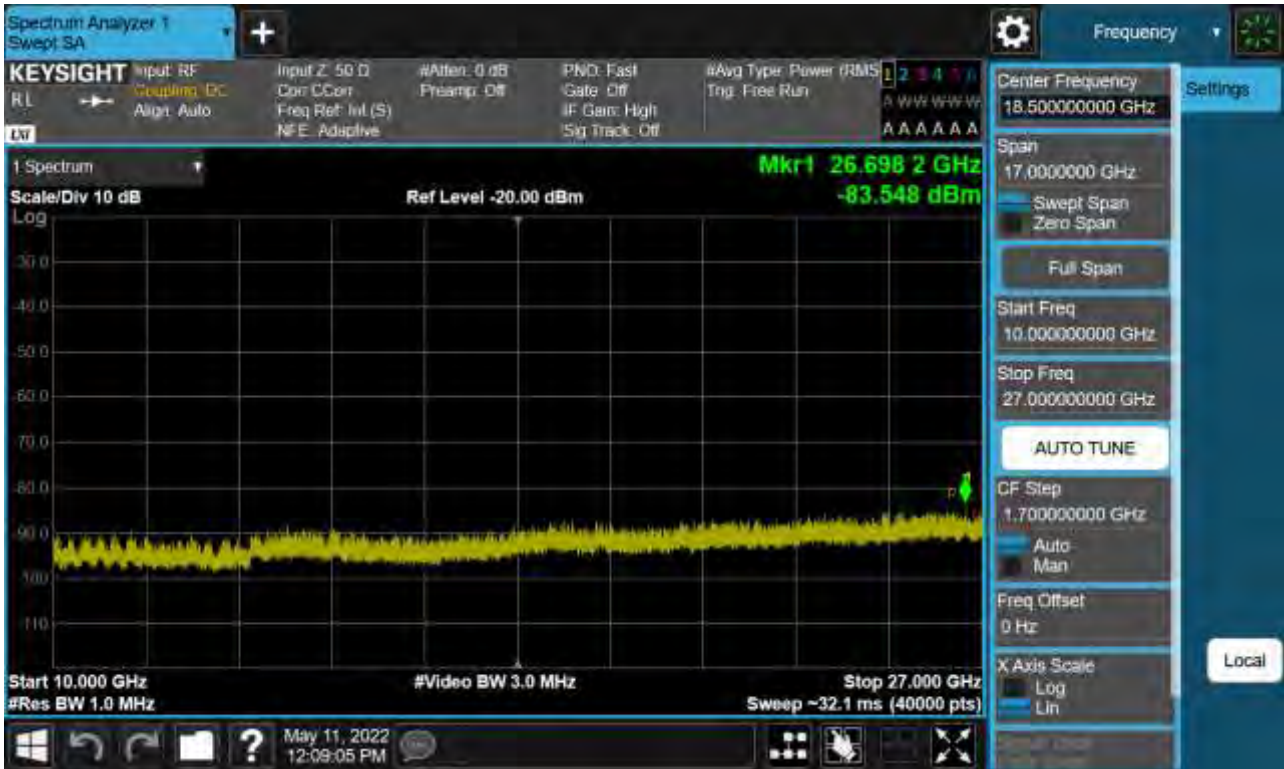 Spectrum Analyzer 1
Swept SA
+
Frequency
KEYSIGHT
RL
LXI
Input: RF
Coupling: DC
Align: Auto
Input Z: 50 Ω
Corr CCorr
Freq Ref: Int (S)
NFE: Adaptive
#Atten: 0 dB
Preamp: Off
PNO: Fast
Gate: Off
IF Gain: High
Sig Track: Off
#Avg Type: Power (RMS
Trig: Free Run
1 2 3 4 5 6
A W W W W W
A A A A A A
1 Spectrum
Scale/Div 10 dB
Ref Level -20.00 dBm
Mkr1 26.698 2 GHz
-83.548 dBm
Log
-30.0
-40.0
-50.0
-60.0
-70.0
-80.0
-90.0
-100
-110
Start 10.000 GHz
#Res BW 1.0 MHz
#Video BW 3.0 MHz
Stop 27.000 GHz
Sweep ~32.1 ms (40000 pts)
Center Frequency
18.500000000 GHz
Span
17.0000000 GHz
Swept Span
Zero Span
Full Span
Start Freq
10.000000000 GHz
Stop Freq
27.000000000 GHz
AUTO TUNE
CF Step
1.700000000 GHz
Auto
Man
Freq Offset
0 Hz
X Axis Scale
Log
Lin
Settings
Local
?
May 11, 2022
12:09:05 PM